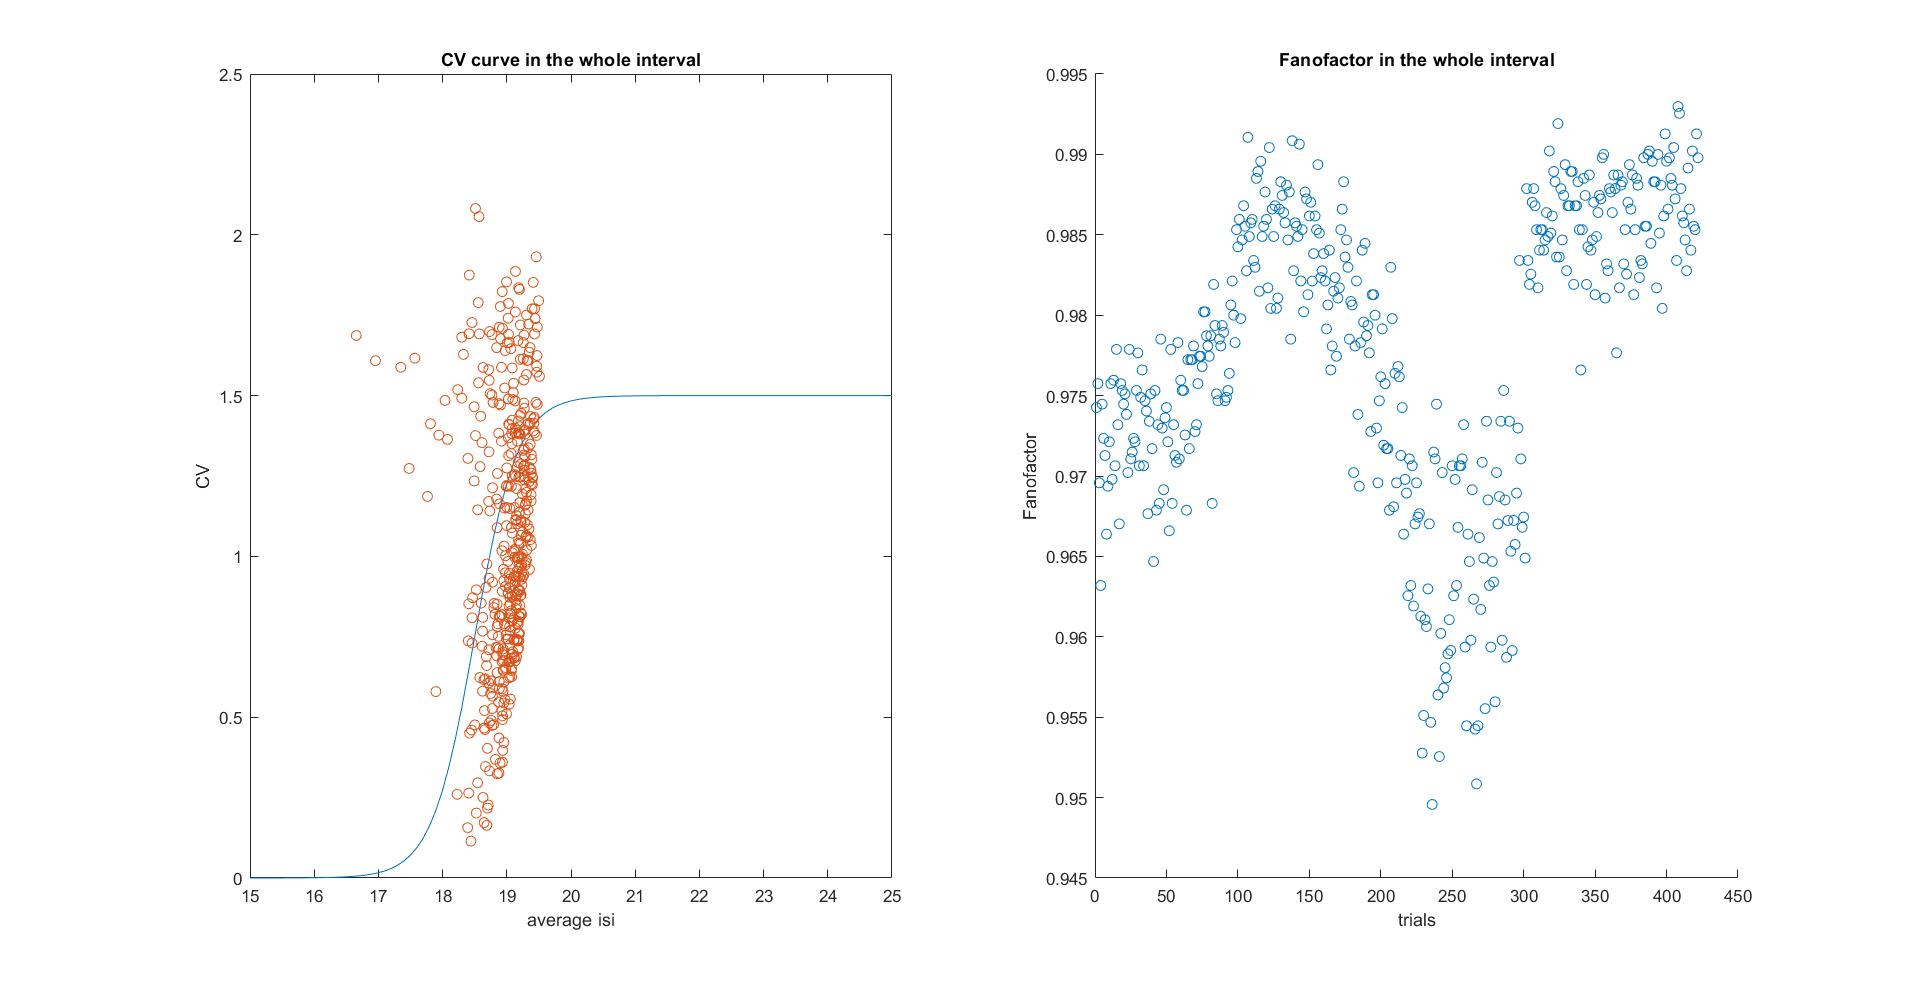 CV curve in the whole interval
2.5
2
1.5
1
0.5
0
CV
15 16 17 18 19 20 21 22 23 24 25
average isi
Fanofactor in the whole interval
0.995
0.99
0.985
0.98
0.975
0.97
0.965
0.96
0.955
0.95
0.945
Fanofactor
0 50 100 150 200 250 300 350 400 450
trials